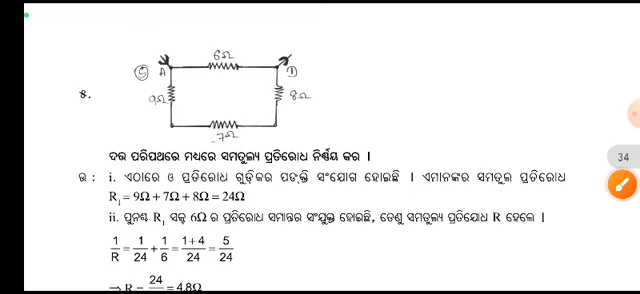 6Ω
5 A D
9Ω 8Ω
୫.
7Ω
ଦତ୍ତ ପରିପଥରେ ମଧ୍ୟରେ ସମତୁଲ୍ୟ ପ୍ରତିରୋଧ ନିର୍ଣ୍ଣୟ କର ।
ଉ : i. ଏଠାରେ ଓ ପ୍ରତିରୋଧ ଗୁଡ଼ିକର ପଙ୍‌କ୍ତି ସଂଯୋଗ ହୋଇଛି । ଏମାନଙ୍କର ସମତୁଲ ପ୍ରତିରୋଧ
R₁ = 9Ω + 7Ω + 8Ω = 24Ω
ii. ପୁନଶ୍ଚ R₁ ସହ 6Ω ର ପ୍ରତିରୋଧ ସମାନ୍ତର ସଂଯୁକ୍ତ ହୋଇଛି, ତେଣୁ ସମତୁଲ୍ୟ ପ୍ରତିଯୋଧ R ହେଲେ ।
1/R = 1/24 + 1/6 = (1+4)/24 = 5/24
⇒ R = 24 = 4.8Ω
34